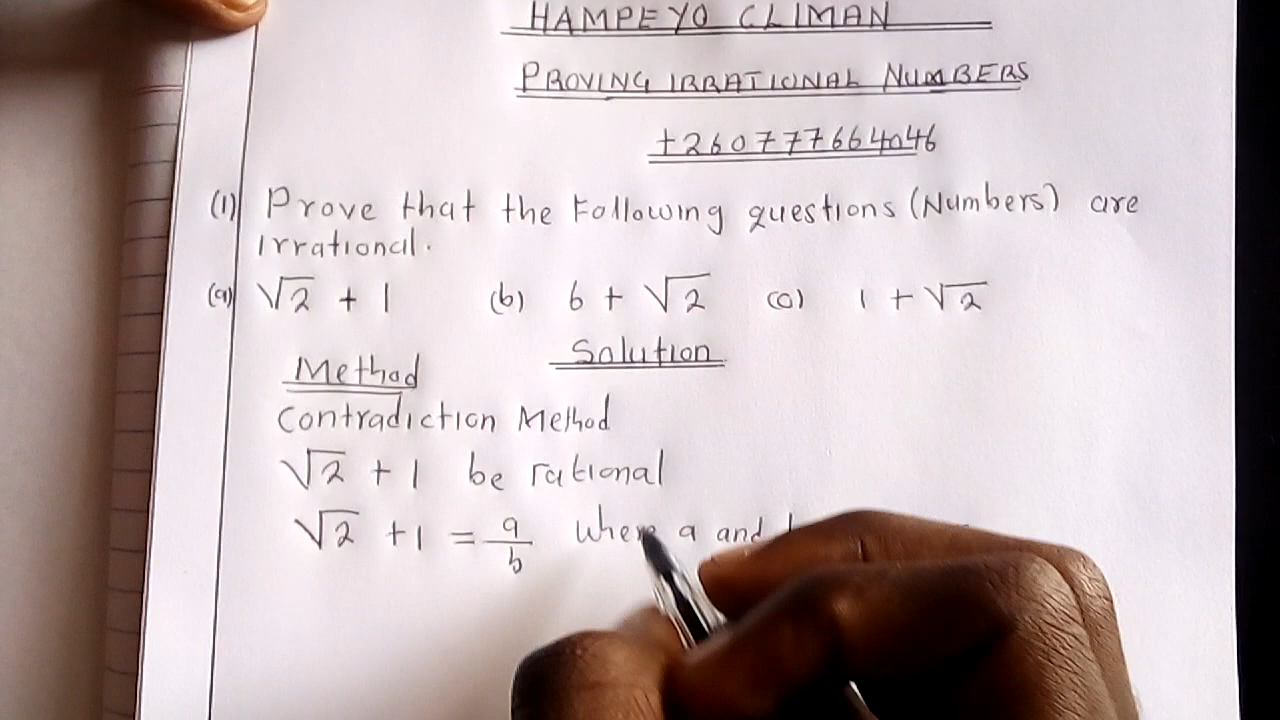 HAMPEYO CLIMAN
PROVING IRRATIONAL NUMBERS
+260777664046
(1) Prove that the Following questions (Numbers) are
irrational.
(a) √2 + 1 (b) 6 + √2 (c) 1 + √2
Solution
Method
Contradiction Method
√2 + 1 be rational
√2 + 1 = a/b Where a and